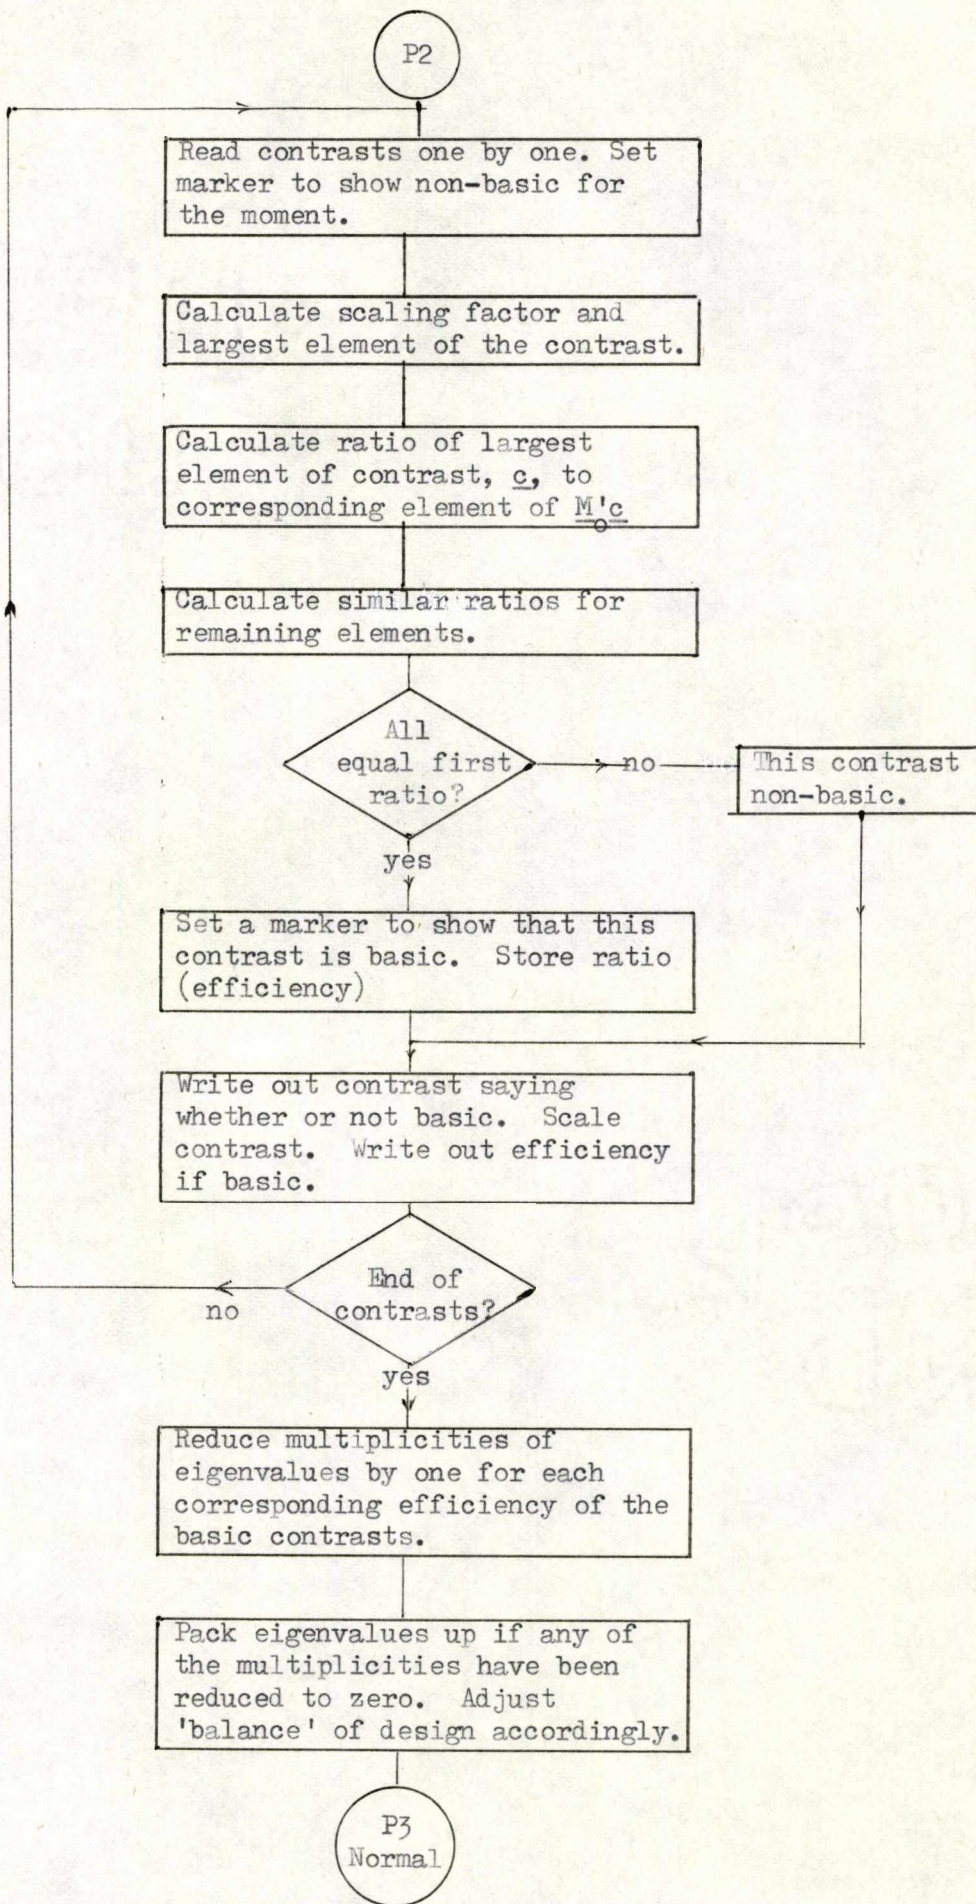 P2
Read contrasts one by one. Set
marker to show non-basic for
the moment.
Calculate scaling factor and
largest element of the contrast.
Calculate ratio of largest
element of contrast, c, to
corresponding element of M'₀c
Calculate similar ratios for
remaining elements.
All
equal first
ratio?
no
This contrast
non-basic.
yes
Set a marker to show that this
contrast is basic. Store ratio
(efficiency)
Write out contrast saying
whether or not basic. Scale
contrast. Write out efficiency
if basic.
End of
contrasts?
no
yes
Reduce multiplicities of
eigenvalues by one for each
corresponding efficiency of the
basic contrasts.
Pack eigenvalues up if any of
the multiplicities have been
reduced to zero. Adjust
'balance' of design accordingly.
P3
Normal